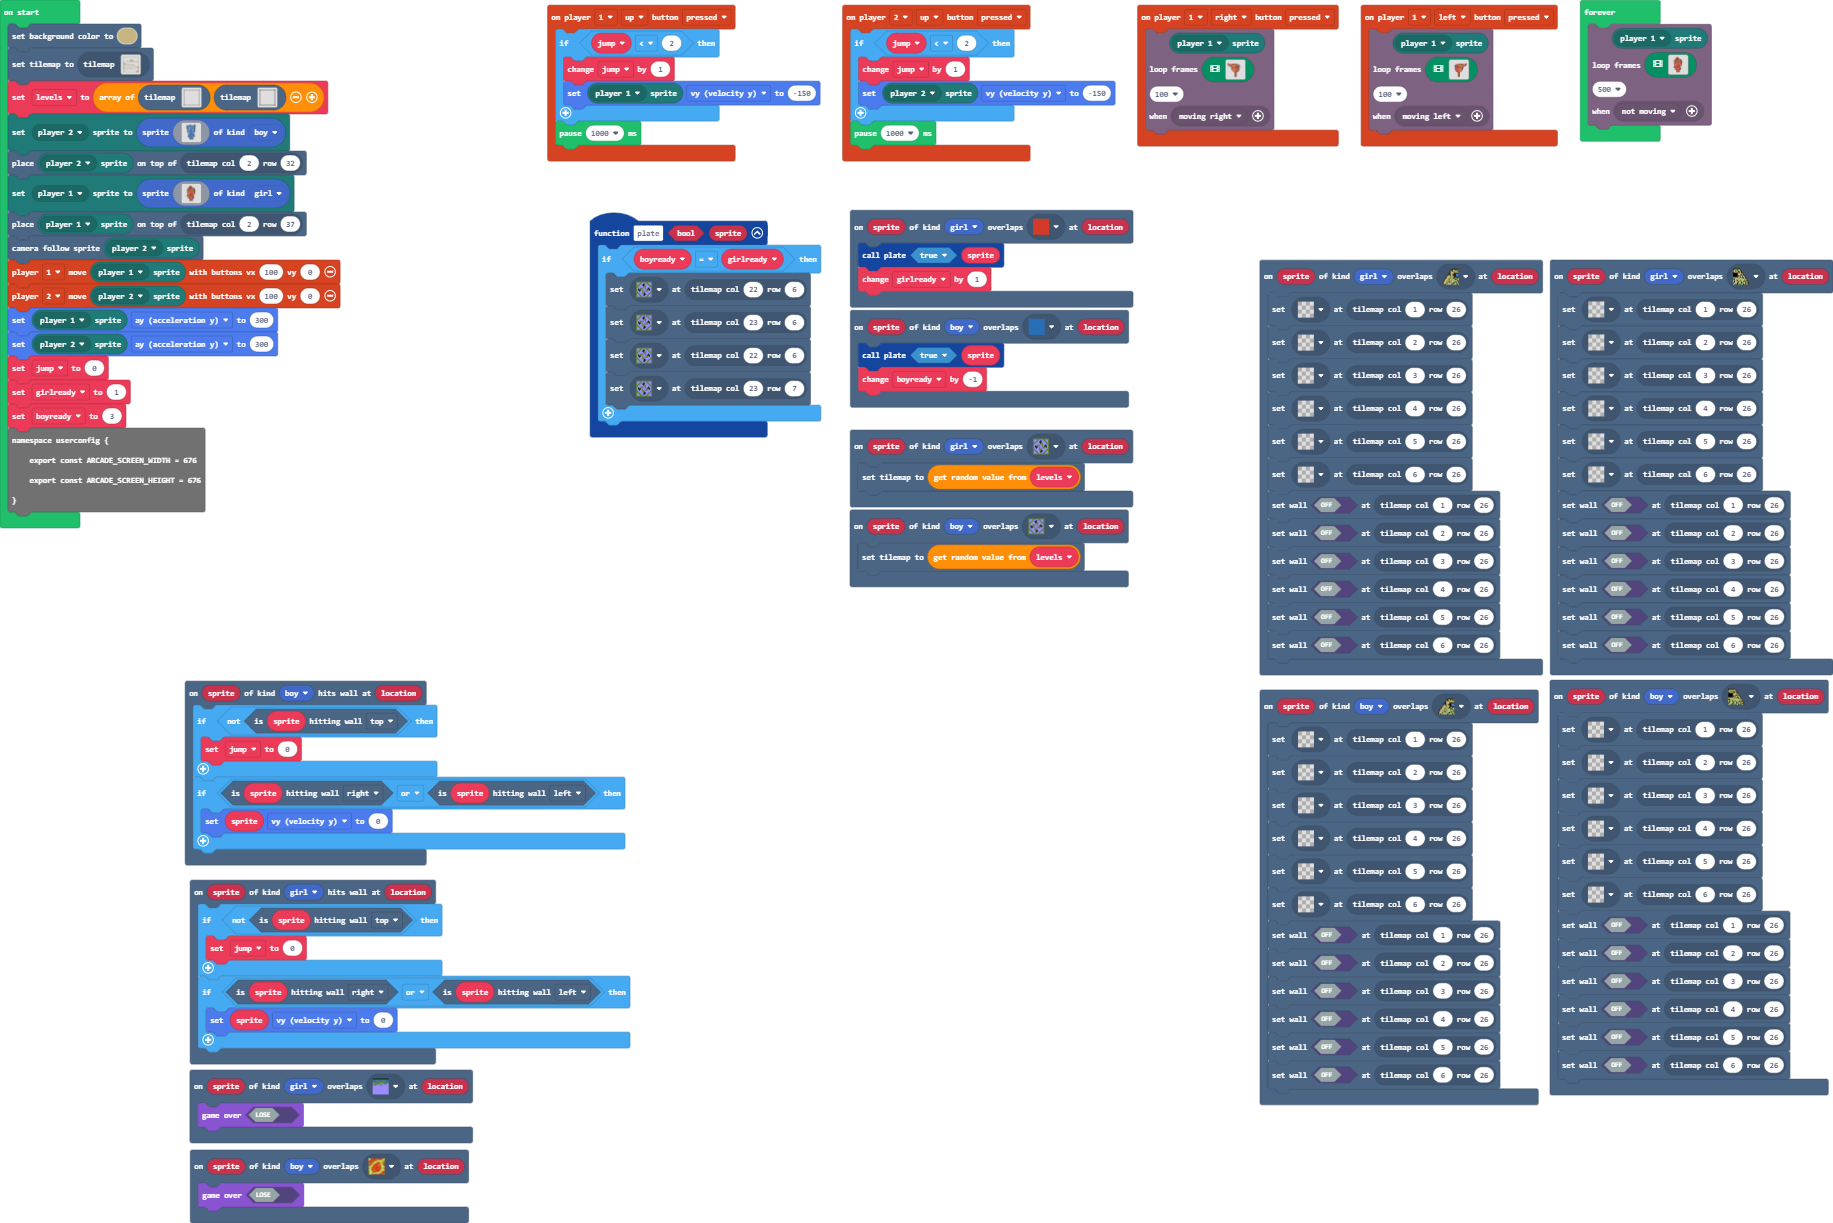 on start
set background color to
set tilemap to tilemap
set levels to array of tilemap tilemap
set player 2 sprite to sprite of kind boy
place player 2 sprite on top of tilemap col 2 row 32
set player 1 sprite to sprite of kind girl
place player 1 sprite on top of tilemap col 2 row 37
camera follow sprite player 2 sprite
player 1 move player 1 sprite with buttons vx 100 vy 0
player 2 move player 2 sprite with buttons vx 100 vy 0
set player 1 sprite ay (acceleration y) to 300
set player 2 sprite ay (acceleration y) to 300
set jump to 0
set girlready to 1
set boyready to 3
namespace userconfig {
export const ARCADE_SCREEN_WIDTH = 676
export const ARCADE_SCREEN_HEIGHT = 676
}
on player 1 up button pressed
if jump < 2 then
change jump by 1
set player 1 sprite vy (velocity y) to -150
pause 1000 ms
on player 2 up button pressed
if jump < 2 then
change jump by 1
set player 2 sprite vy (velocity y) to -150
pause 1000 ms
on player 1 right button pressed
player 1 sprite
loop frames
100
when moving right
on player 1 left button pressed
player 1 sprite
loop frames
100
when moving left
forever
player 1 sprite
loop frames
500
when not moving
function plate bool sprite
if boyready = girlready then
set at tilemap col 22 row 6
set at tilemap col 23 row 6
set at tilemap col 22 row 6
set at tilemap col 23 row 7
on sprite of kind girl overlaps at location
call plate true sprite
change girlready by 1
on sprite of kind boy overlaps at location
call plate true sprite
change boyready by -1
on sprite of kind girl overlaps at location
set tilemap to get random value from levels
on sprite of kind boy overlaps at location
set tilemap to get random value from levels
on sprite of kind girl overlaps at location
set at tilemap col 1 row 26
set at tilemap col 2 row 26
set at tilemap col 3 row 26
set at tilemap col 4 row 26
set at tilemap col 5 row 26
set at tilemap col 6 row 26
set wall OFF at tilemap col 1 row 26
set wall OFF at tilemap col 2 row 26
set wall OFF at tilemap col 3 row 26
set wall OFF at tilemap col 4 row 26
set wall OFF at tilemap col 5 row 26
set wall OFF at tilemap col 6 row 26
on sprite of kind girl overlaps at location
set at tilemap col 1 row 26
set at tilemap col 2 row 26
set at tilemap col 3 row 26
set at tilemap col 4 row 26
set at tilemap col 5 row 26
set at tilemap col 6 row 26
set wall OFF at tilemap col 1 row 26
set wall OFF at tilemap col 2 row 26
set wall OFF at tilemap col 3 row 26
set wall OFF at tilemap col 4 row 26
set wall OFF at tilemap col 5 row 26
set wall OFF at tilemap col 6 row 26
on sprite of kind boy hits wall at location
if not is sprite hitting wall top then
set jump to 0
if is sprite hitting wall right or is sprite hitting wall left then
set sprite vy (velocity y) to 0
on sprite of kind girl hits wall at location
if not is sprite hitting wall top then
set jump to 0
if is sprite hitting wall right or is sprite hitting wall left then
set sprite vy (velocity y) to 0
on sprite of kind girl overlaps at location
game over LOSE
on sprite of kind boy overlaps at location
game over LOSE
on sprite of kind boy overlaps at location
set at tilemap col 1 row 26
set at tilemap col 2 row 26
set at tilemap col 3 row 26
set at tilemap col 4 row 26
set at tilemap col 5 row 26
set at tilemap col 6 row 26
set wall OFF at tilemap col 1 row 26
set wall OFF at tilemap col 2 row 26
set wall OFF at tilemap col 3 row 26
set wall OFF at tilemap col 4 row 26
set wall OFF at tilemap col 5 row 26
set wall OFF at tilemap col 6 row 26
on sprite of kind boy overlaps at location
set at tilemap col 1 row 26
set at tilemap col 2 row 26
set at tilemap col 3 row 26
set at tilemap col 4 row 26
set at tilemap col 5 row 26
set at tilemap col 6 row 26
set wall OFF at tilemap col 1 row 26
set wall OFF at tilemap col 2 row 26
set wall OFF at tilemap col 3 row 26
set wall OFF at tilemap col 4 row 26
set wall OFF at tilemap col 5 row 26
set wall OFF at tilemap col 6 row 26